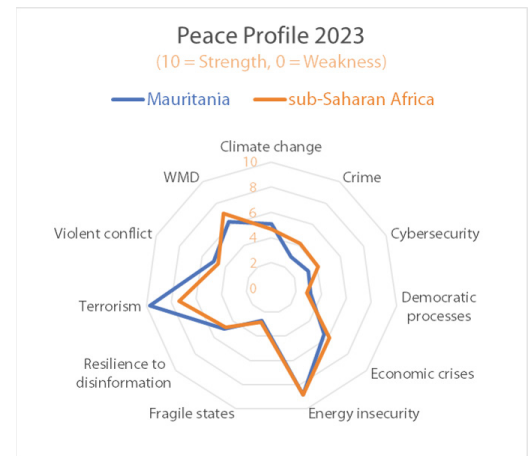 Peace Profile 2023
(10 = Strength, 0 = Weakness)
Mauritania
sub-Saharan Africa
Climate change
10
8
6
4
2
0
Crime
Cybersecurity
Democratic
processes
Economic crises
Energy insecurity
Fragile states
Resilience to
disinformation
Terrorism
Violent conflict
WMD